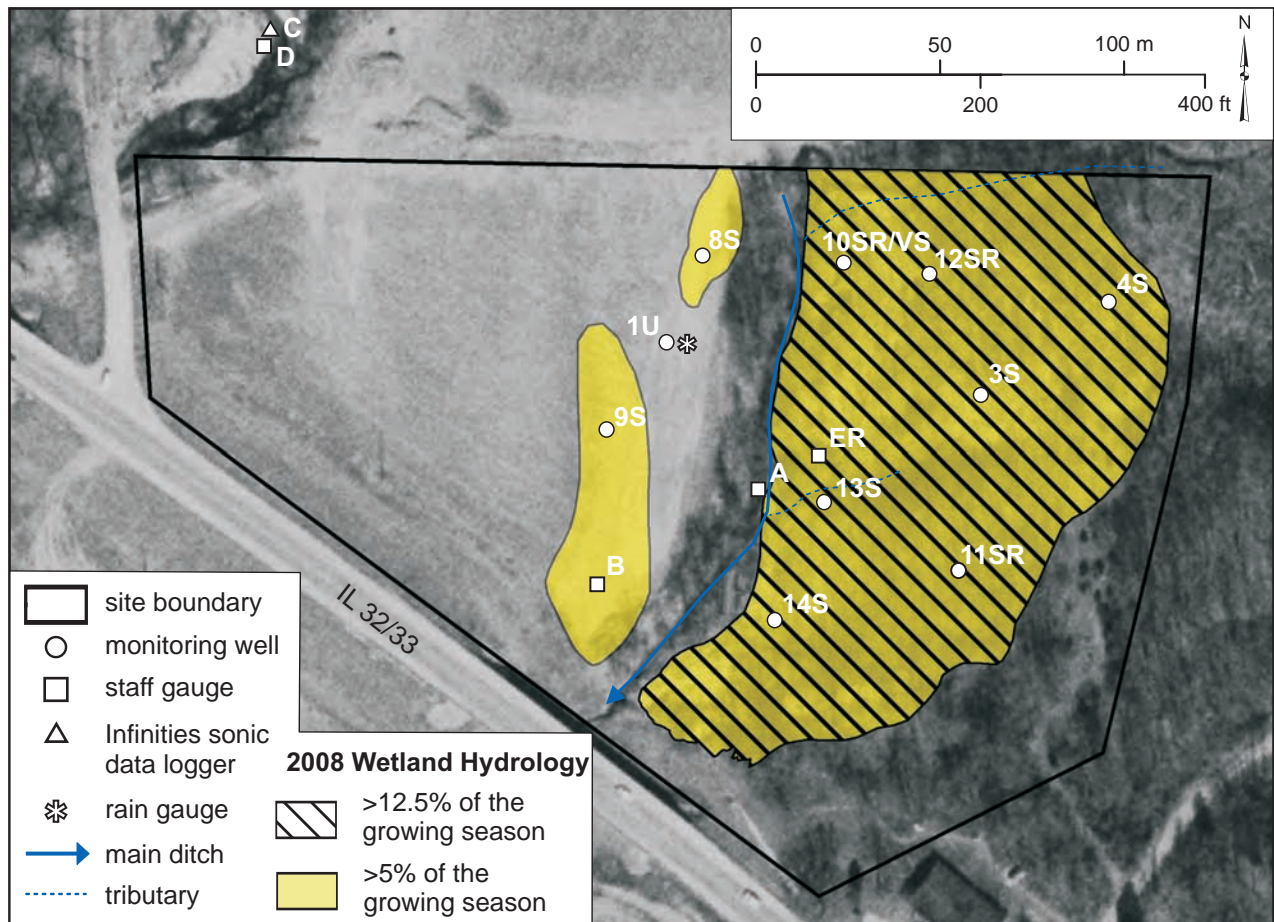 C
D
0 50 100 m
0 200 400 ft
N
8S
10SR/VS
12SR
4S
1U
3S
9S
ER
A
13S
11SR
B
14S
IL 32/33
site boundary
monitoring well
staff gauge
Infinities sonic
data logger
rain gauge
main ditch
tributary
2008 Wetland Hydrology
>12.5% of the
growing season
>5% of the
growing season